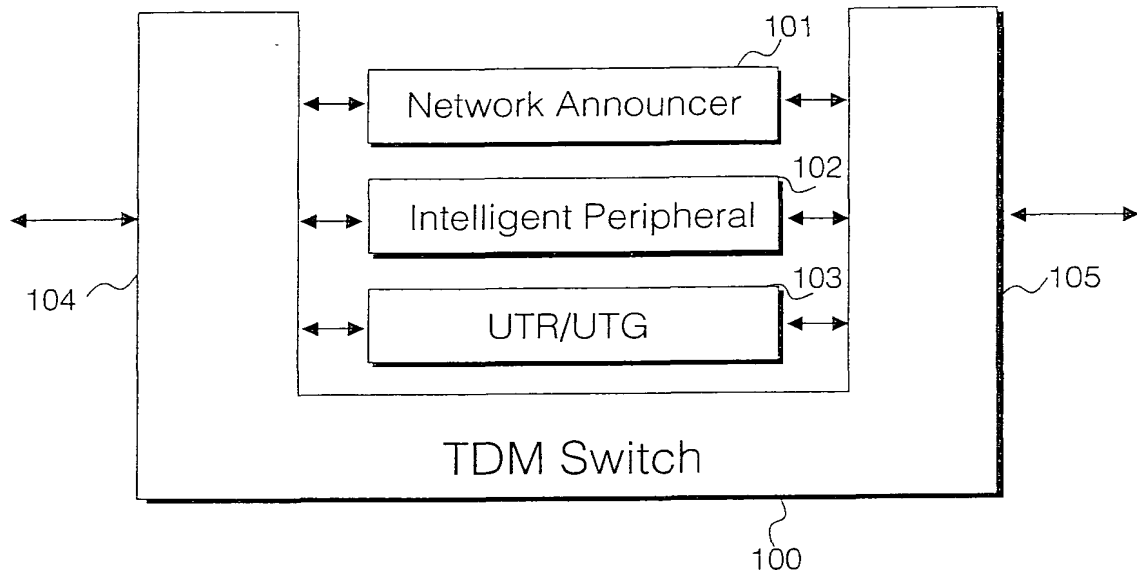 101
Network Announcer
102
Intelligent Peripheral
103
104
105
UTR/UTG
TDM Switch
100